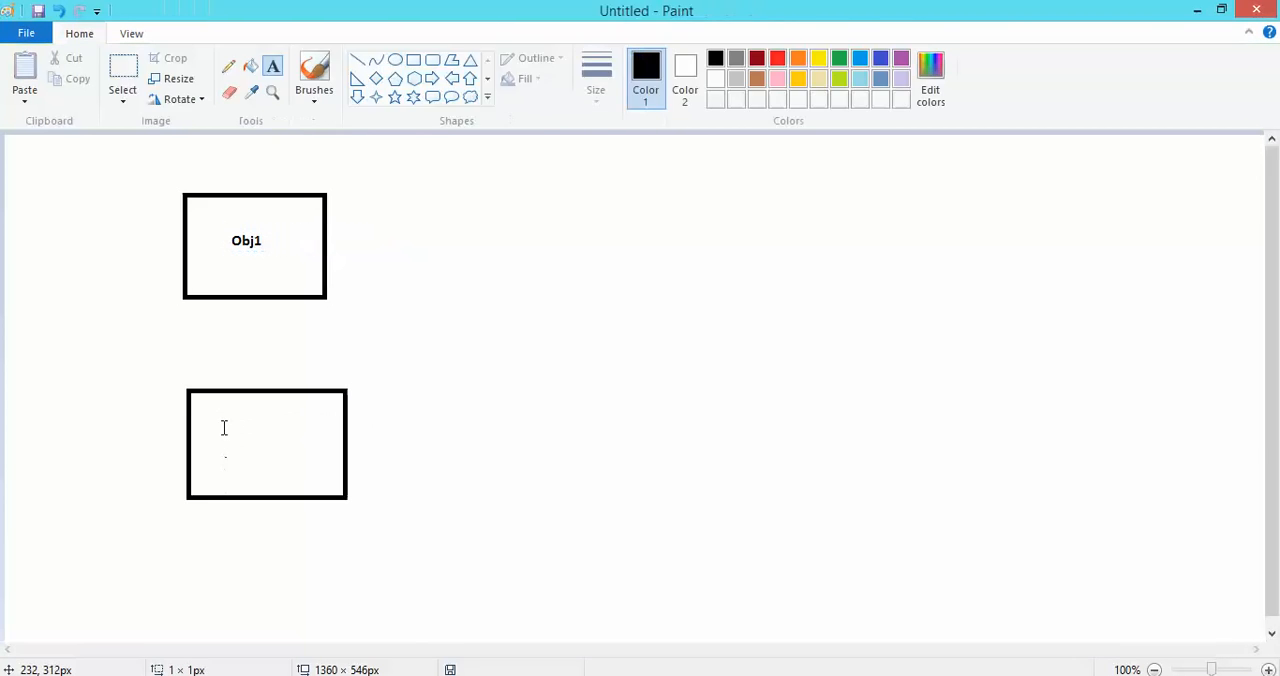 Untitled - Paint
File
Home
View
Paste
Cut
Copy
Clipboard
Select
Crop
Resize
Rotate
Image
A
Tools
Brushes
Outline
Fill
Shapes
Size
Color 1
Color 2
Edit colors
Colors
Obj1
232, 312px
1 × 1px
1360 × 546px
100%